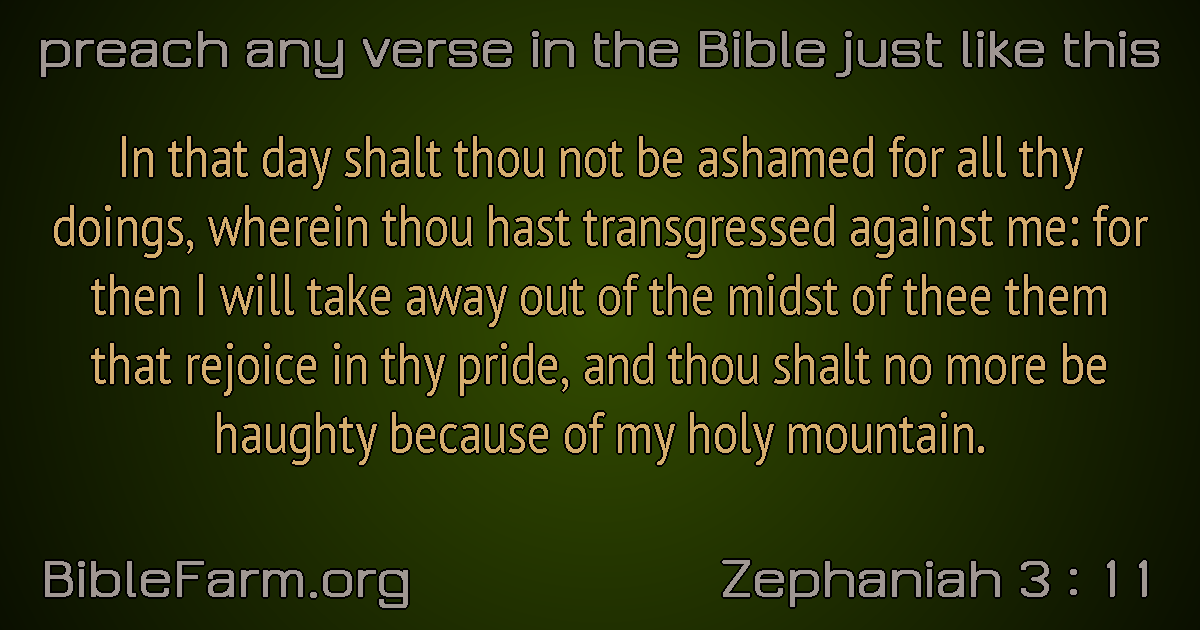 preach any verse in the Bible just like this
In that day shalt thou not be ashamed for all thy
doings, wherein thou hast transgressed against me: for
then I will take away out of the midst of thee them
that rejoice in thy pride, and thou shalt no more be
haughty because of my holy mountain.
BibleFarm.org
Zephaniah 3 : 11